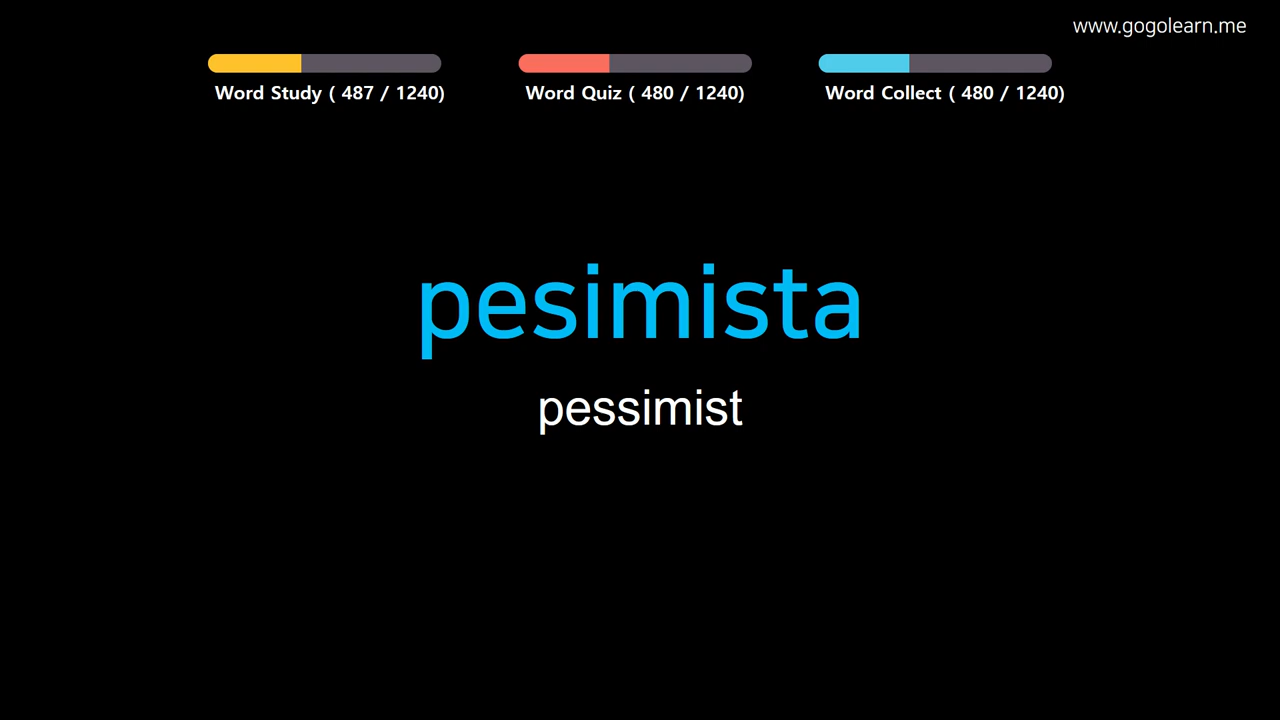 www.gogolearn.me
Word Study ( 487 / 1240)
Word Quiz ( 480 / 1240)
Word Collect ( 480 / 1240)
pesimista
pessimist